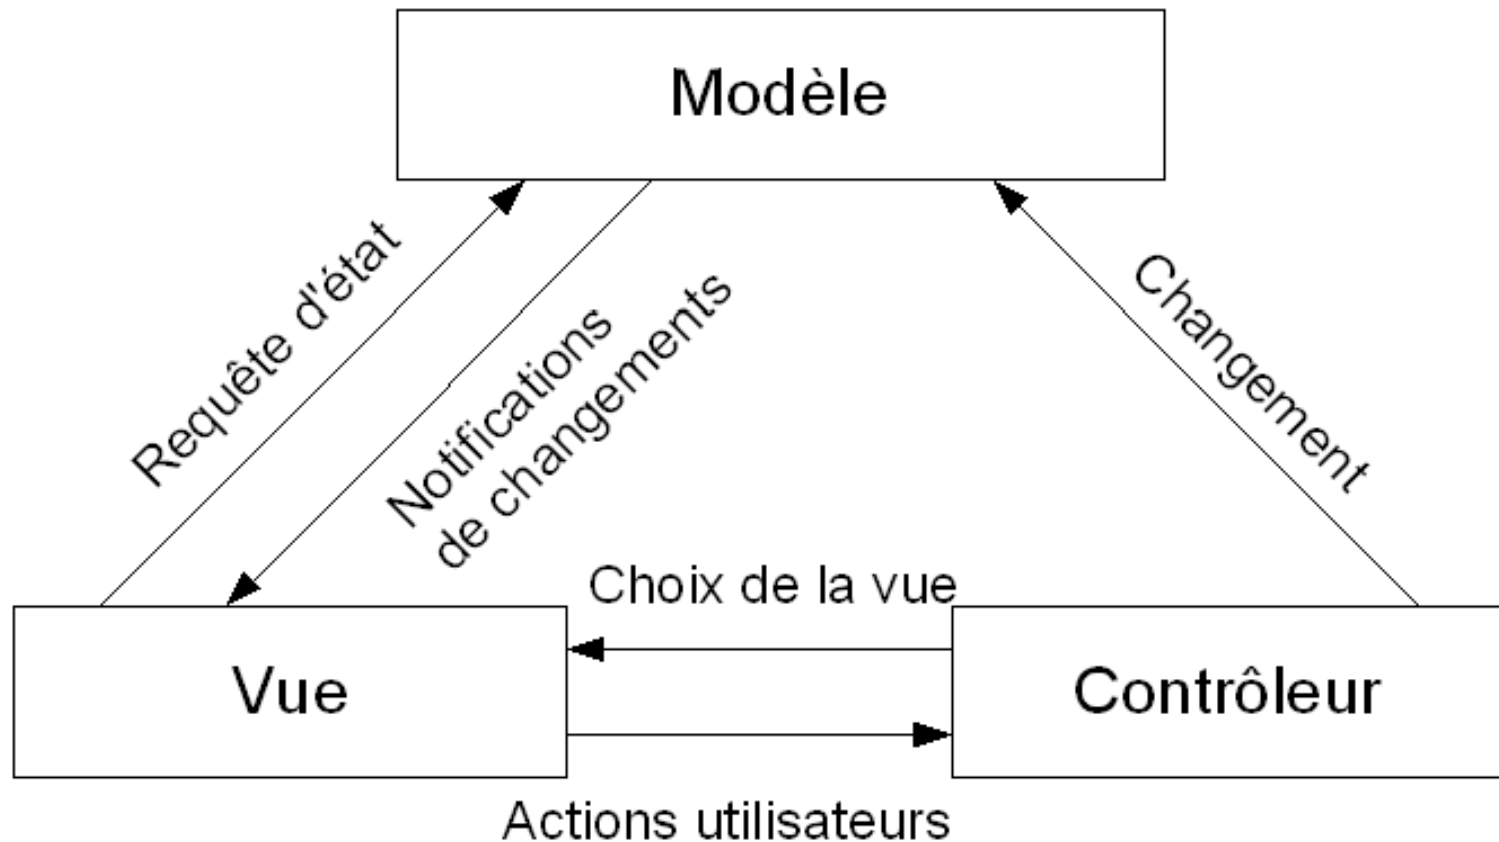 Modèle
Requête d'état
Notifications
de changements
Changement
Choix de la vue
Vue
Contrôleur
Actions utilisateurs